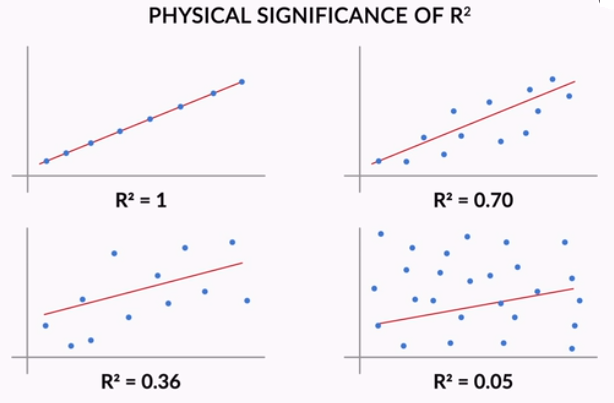 PHYSICAL SIGNIFICANCE OF R²
R² = 1
R² = 0.70
R² = 0.36
R² = 0.05